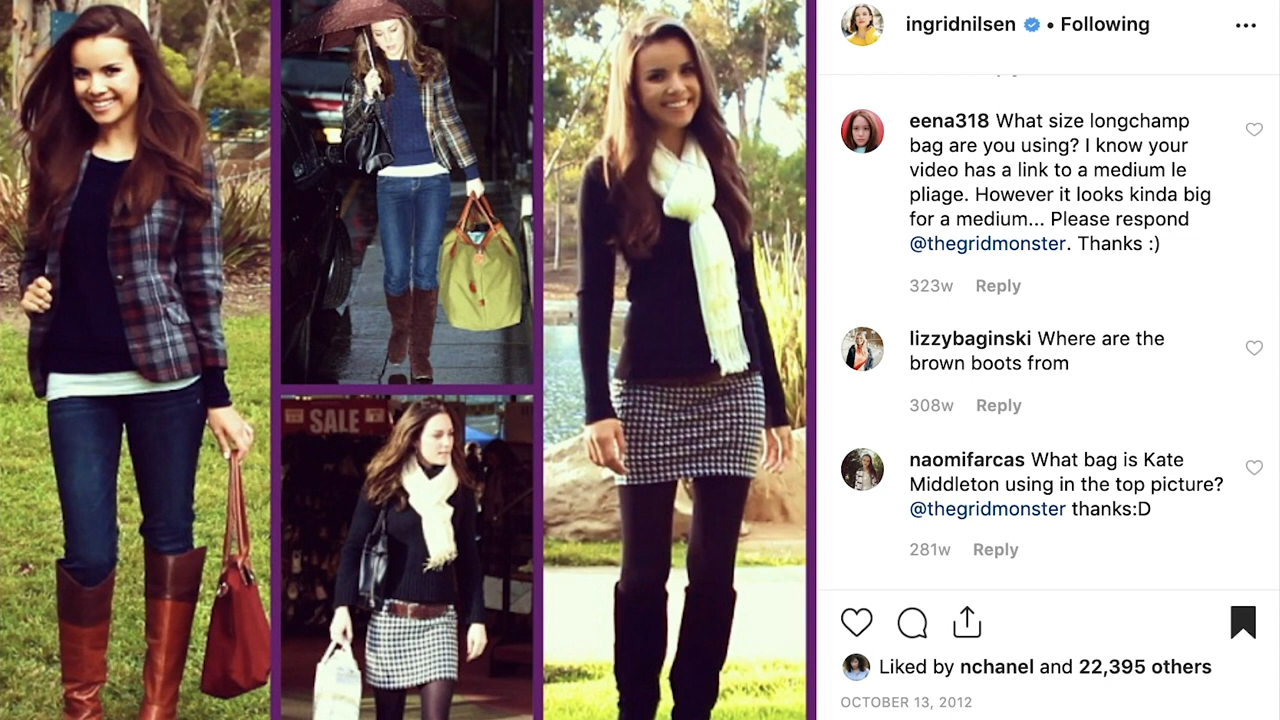 ingridnilsen • Following
eena318 What size longchamp
bag are you using? I know your
video has a link to a medium le
pliage. However it looks kinda big
for a medium... Please respond
@thegridmonster. Thanks :)
323w Reply
lizzybaginski Where are the
brown boots from
308w Reply
naomifarcas What bag is Kate
Middleton using in the top picture?
@thegridmonster thanks:D
281w Reply
Liked by nchanel and 22,395 others
OCTOBER 13, 2012
SALE